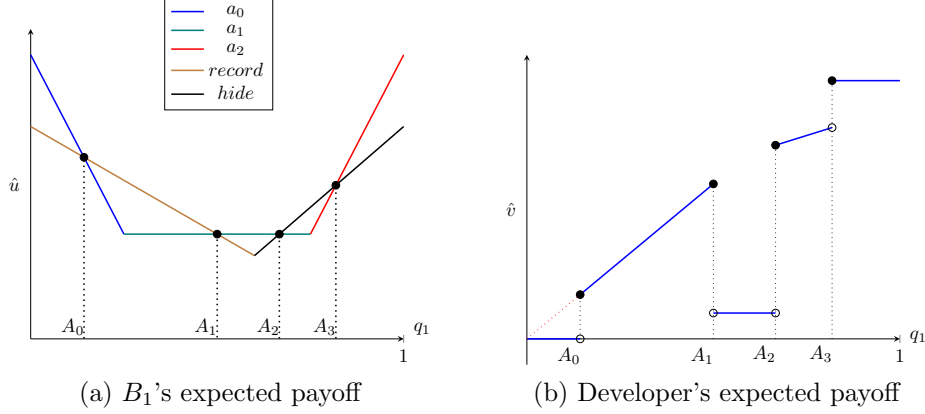 a₀
a₁
a₂
record
hide
û
A₀
A₁
A₂
A₃
q₁
1
(a) B₁'s expected payoff
v̂
A₀
A₁
A₂
A₃
q₁
1
(b) Developer's expected payoff